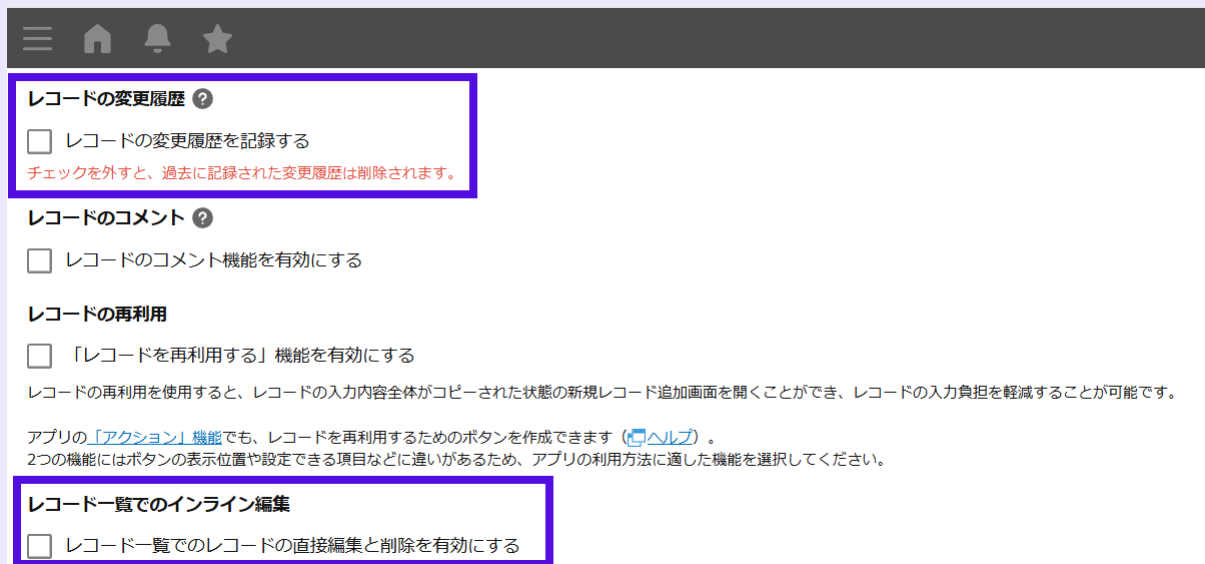 レコードの変更履歴
レコードの変更履歴を記録する
チェックを外すと、過去に記録された変更履歴は削除されます。
レコードのコメント
レコードのコメント機能を有効にする
レコードの再利用
「レコードを再利用する」機能を有効にする
レコードの再利用を使用すると、レコードの入力内容全体がコピーされた状態の新規レコード追加画面を開くことができ、レコードの入力負担を軽減することが可能です。
アプリの「アクション」機能でも、レコードを再利用するためのボタンを作成できます（ヘルプ）。
2つの機能にはボタンの表示位置や設定できる項目などに違いがあるため、アプリの利用方法に適した機能を選択してください。
レコード一覧でのインライン編集
レコード一覧でのレコードの直接編集と削除を有効にする